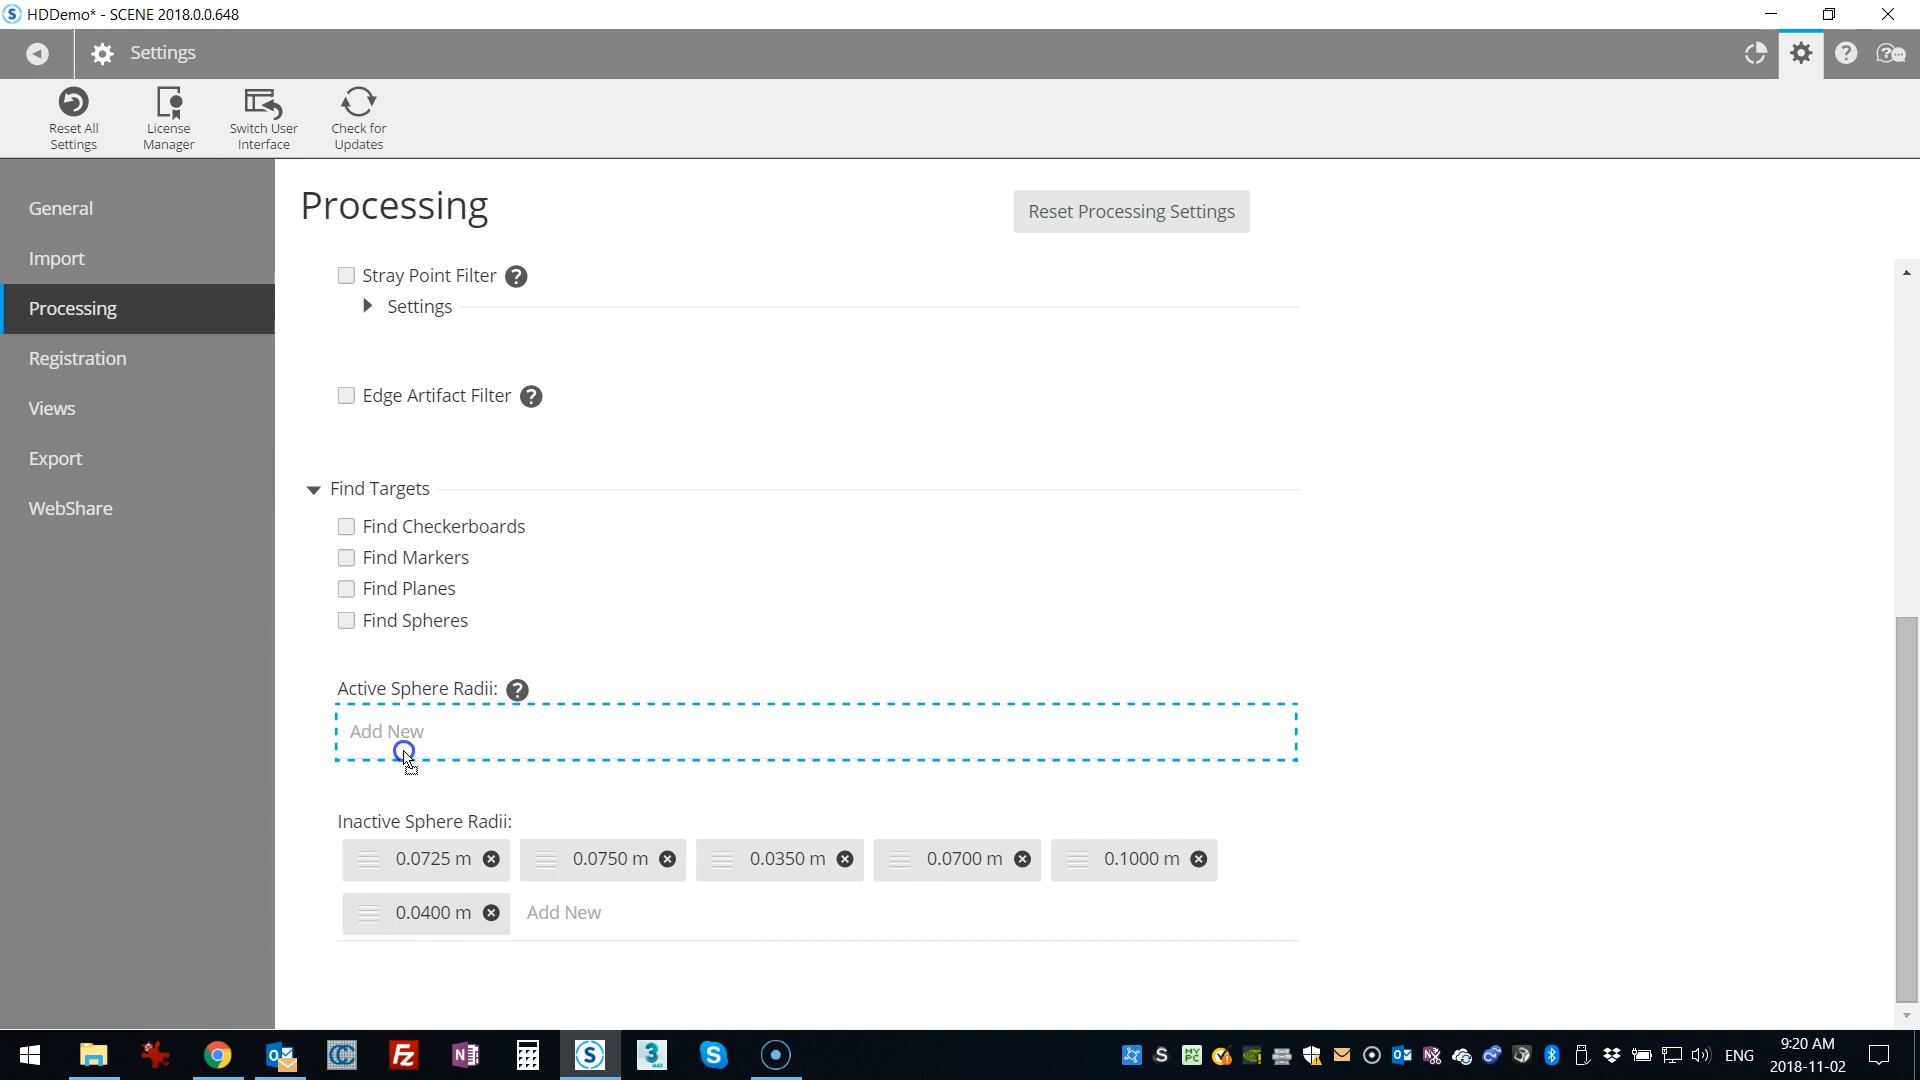 HDDemo* - SCENE 2018.0.0.648
Settings
Reset All Settings
License Manager
Switch User Interface
Check for Updates
General
Import
Processing
Registration
Views
Export
WebShare
Processing
Reset Processing Settings
Stray Point Filter
Settings
Edge Artifact Filter
Find Targets
Find Checkerboards
Find Markers
Find Planes
Find Spheres
Active Sphere Radii:
Add New
Inactive Sphere Radii:
0.0725 m 0.0750 m 0.0350 m 0.0700 m 0.1000 m
0.0400 m Add New
ENG
9:20 AM
2018-11-02